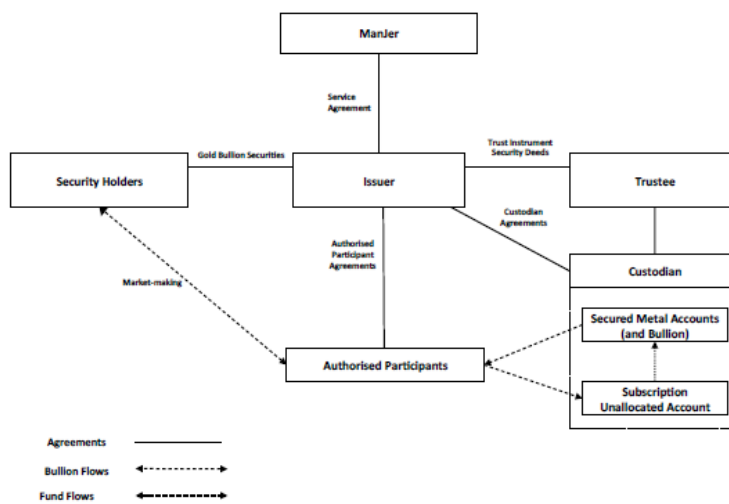 ManJer
Service
Agreement
Gold Bullion Securities
Trust Instrument
Security Deeds
Security Holders
Issuer
Trustee
Custodian
Agreements
Authorised
Participant
Agreements
Custodian
Market-making
Secured Metal Accounts
(and Bullion)
Authorised Participants
Subscription
Unallocated Account
Agreements
Bullion Flows
Fund Flows